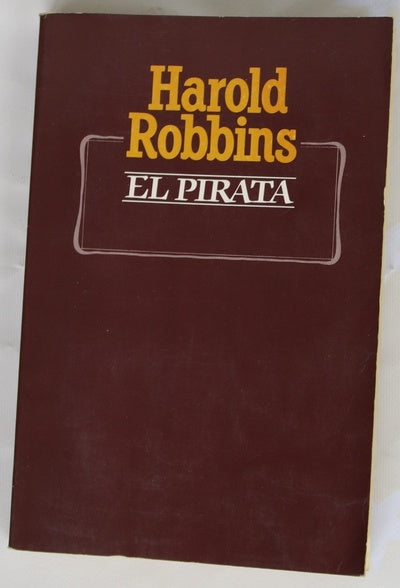 Harold
Robbins
EL PIRATA